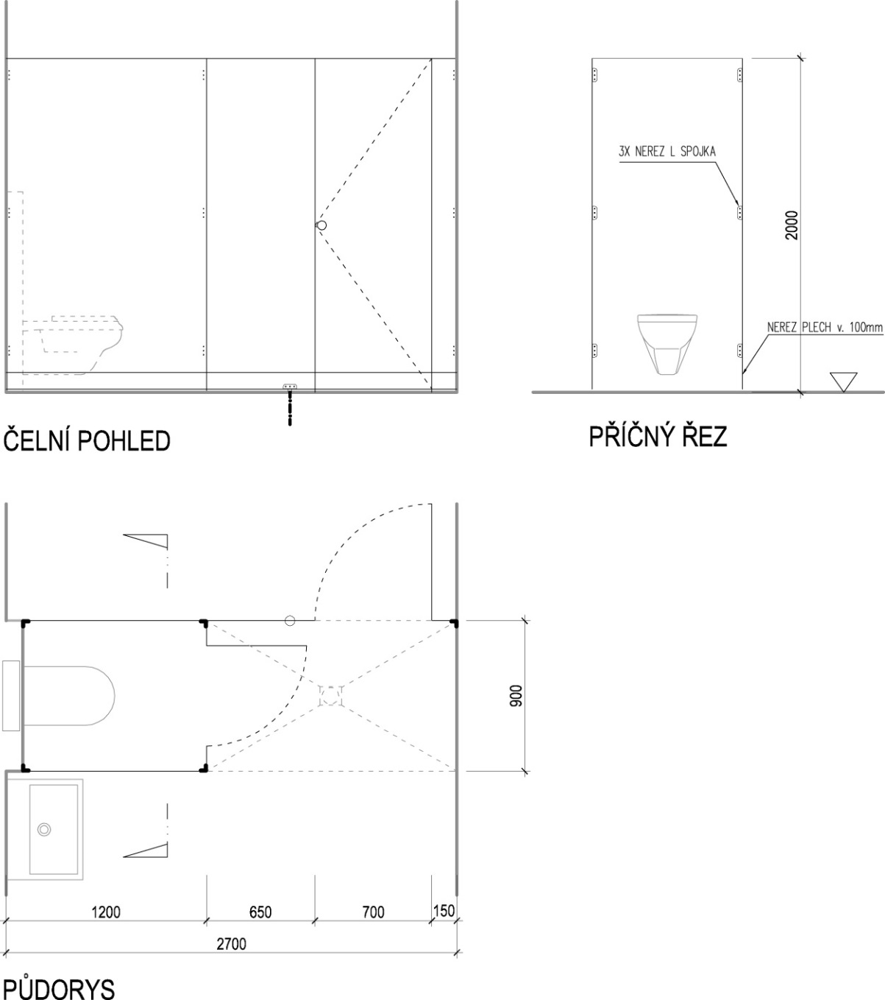 3X NEREZ L SPOJKA
2000
NEREZ PLECH v. 100mm
ČELNÍ POHLED
PŘÍČNÝ ŘEZ
900
1200
650
700
150
2700
PŮDORYS